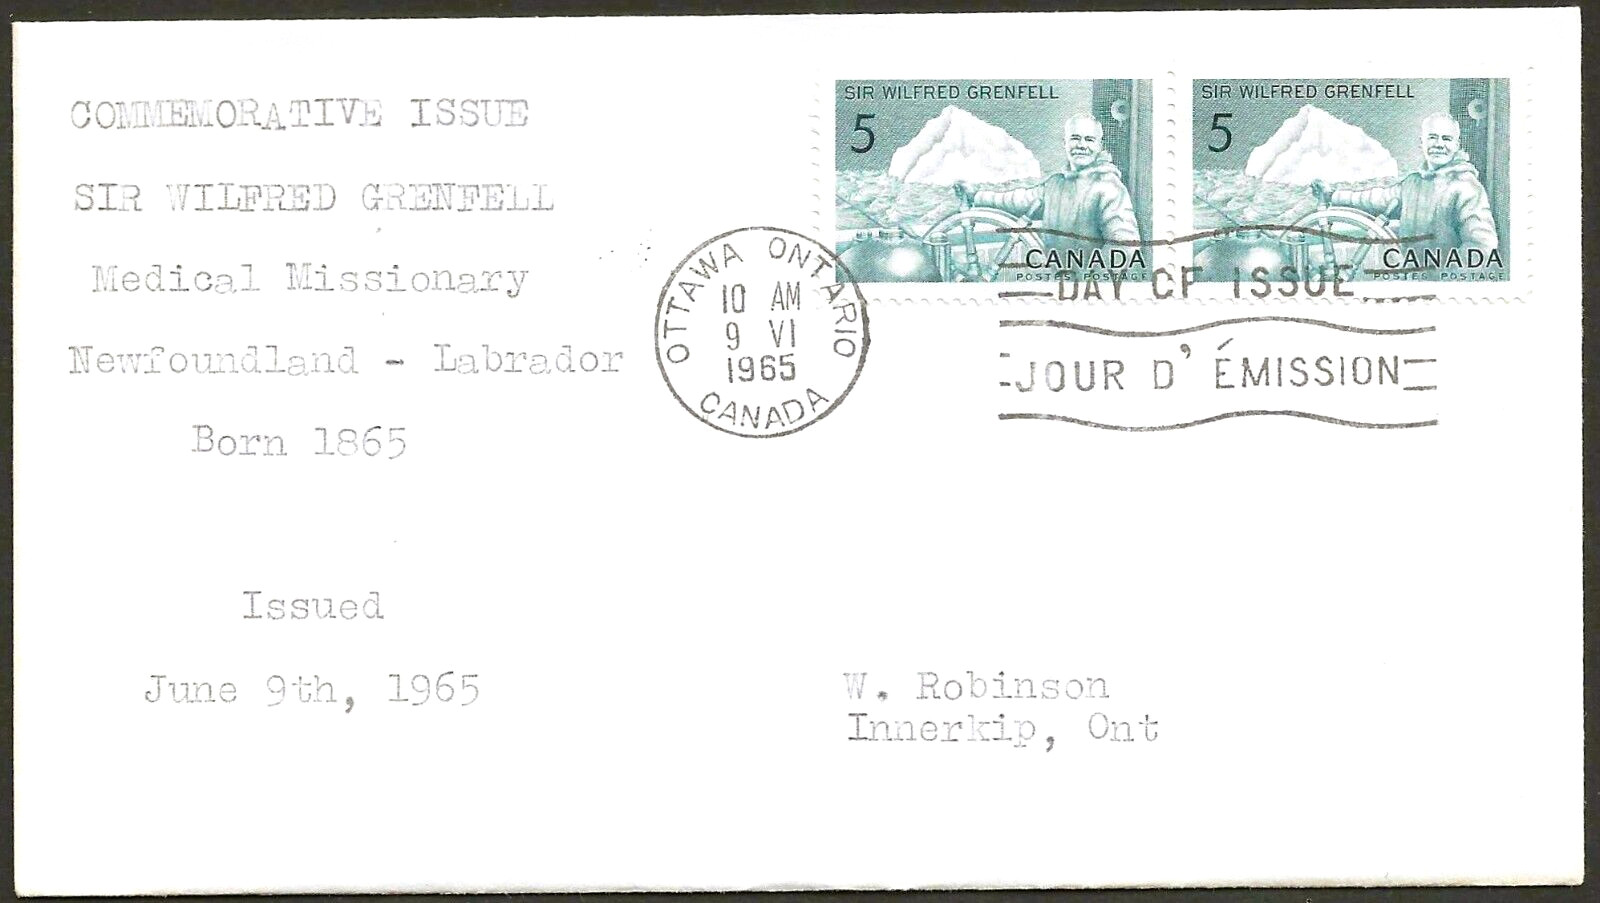 COMMEMORATIVE ISSUE
SIR WILFRED GRENFELL
Medical Missionary
Newfoundland - Labrador
Born 1865
Issued
June 9th, 1965
SIR WILFRED GRENFELL
5
CANADA
POSTES POSTAGE
SIR WILFRED GRENFELL
5
CANADA
POSTES POSTAGE
OTTAWA ONTARIO
10 AM
9 VI
1965
CANADA
DAY OF ISSUE
JOUR D' ÉMISSION
W. Robinson
Innerkip, Ont